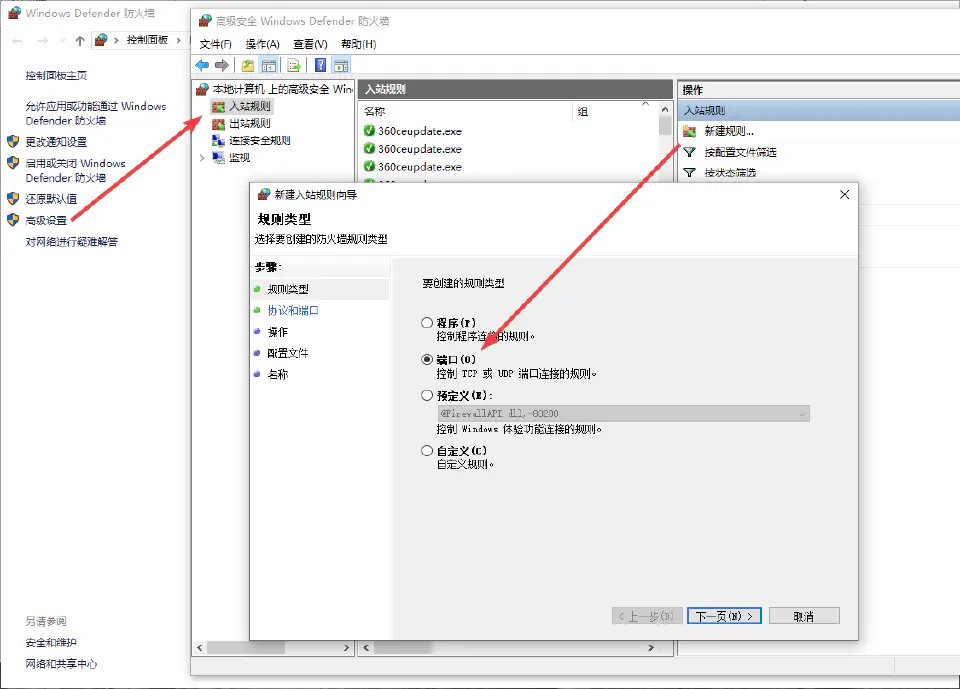 Windows Defender 防火墙
控制面板
控制面板主页
允许应用或功能通过 Windows
Defender 防火墙
更改通知设置
启用或关闭 Windows
Defender 防火墙
还原默认值
高级设置
对网络进行疑难解答
另请参阅
安全和维护
网络和共享中心
高级安全 Windows Defender 防火墙
文件(F) 操作(A) 查看(V) 帮助(H)
本地计算机 上的高级安全 Win
入站规则
出站规则
连接安全规则
监视
入站规则
名称 组
360ceupdate.exe
360ceupdate.exe
360ceupdate.exe
操作
入站规则
新建规则...
按配置文件筛选
按状态筛选
新建入站规则向导
规则类型
选择要创建的防火墙规则类型
步骤:
规则类型
协议和端口
操作
配置文件
名称
要创建的规则类型
程序(P)
控制程序连接的规则。
端口(O)
控制 TCP 或 UDP 端口连接的规则。
预定义(E):
@FirewallAPI.dll,-80200
控制 Windows 体验功能连接的规则。
自定义(C)
自定义规则。
< 上一步(B) 下一页(N) > 取消